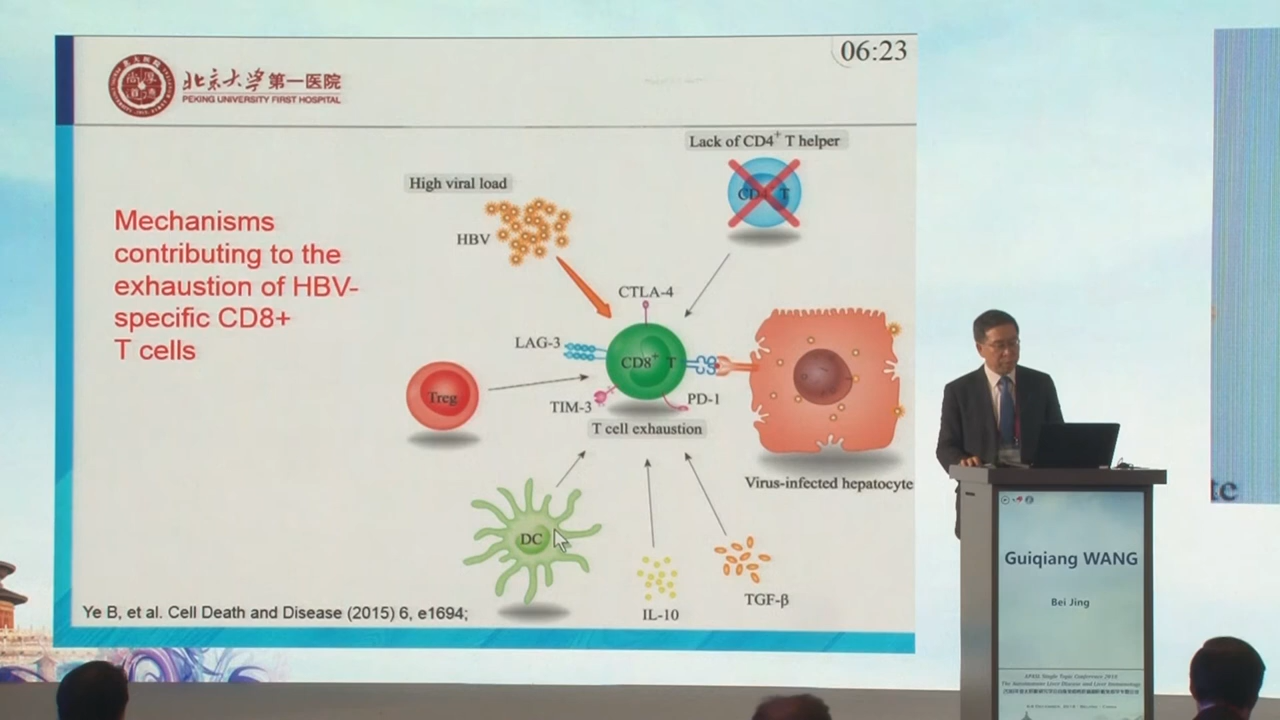 06:23
北京大学第一医院
PEKING UNIVERSITY FIRST HOSPITAL
Lack of CD4⁺ T helper
High viral load
HBV
Mechanisms
contributing to the
exhaustion of HBV-
specific CD8+
T cells
CTLA-4
LAG-3
CD8⁺ T
Treg
TIM-3
PD-1
T cell exhaustion
Virus-infected hepatocyte
DC
IL-10
TGF-β
Ye B, et al. Cell Death and Disease (2015) 6, e1694;
Guiqiang WANG
Bei Jing